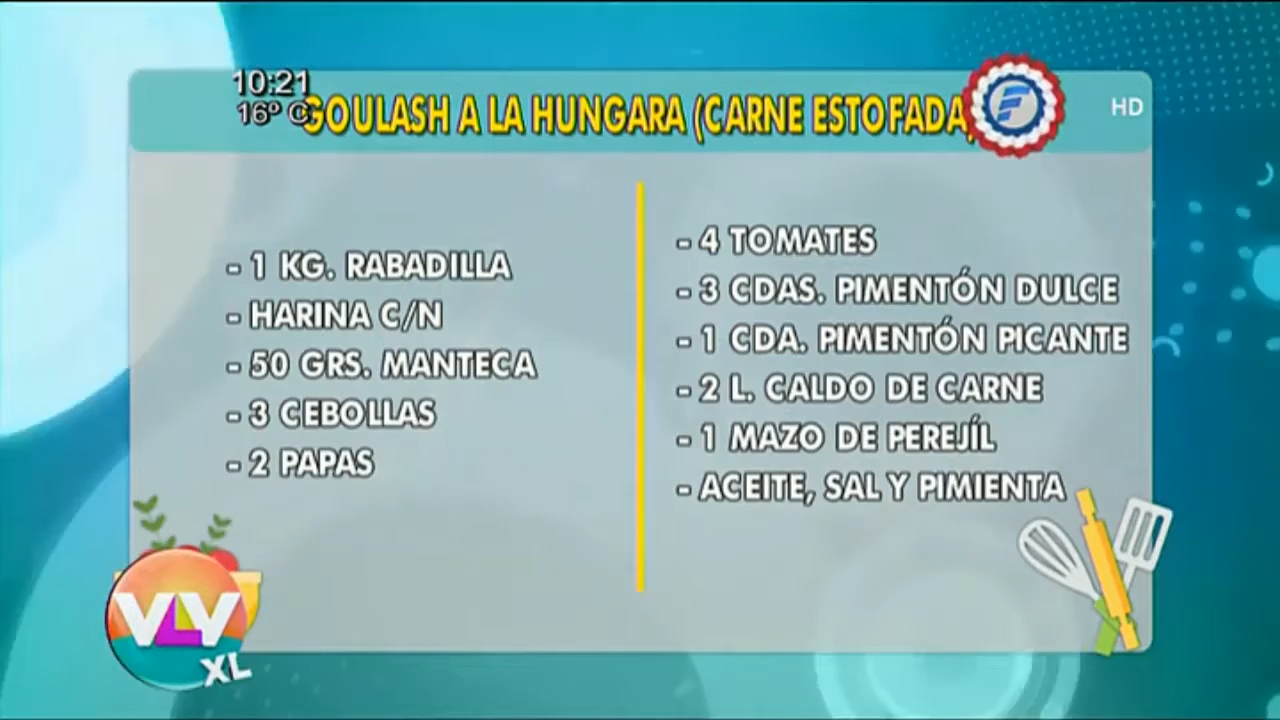 10:21
16º C
GOULASH A LA HUNGARA (CARNE ESTOFADA)
HD
- 1 KG. RABADILLA
- HARINA C/N
- 50 GRS. MANTECA
- 3 CEBOLLAS
- 2 PAPAS
- 4 TOMATES
- 3 CDAS. PIMENTÓN DULCE
- 1 CDA. PIMENTÓN PICANTE
- 2 L. CALDO DE CARNE
- 1 MAZO DE PEREJÍL
- ACEITE, SAL Y PIMIENTA
VLV
XL